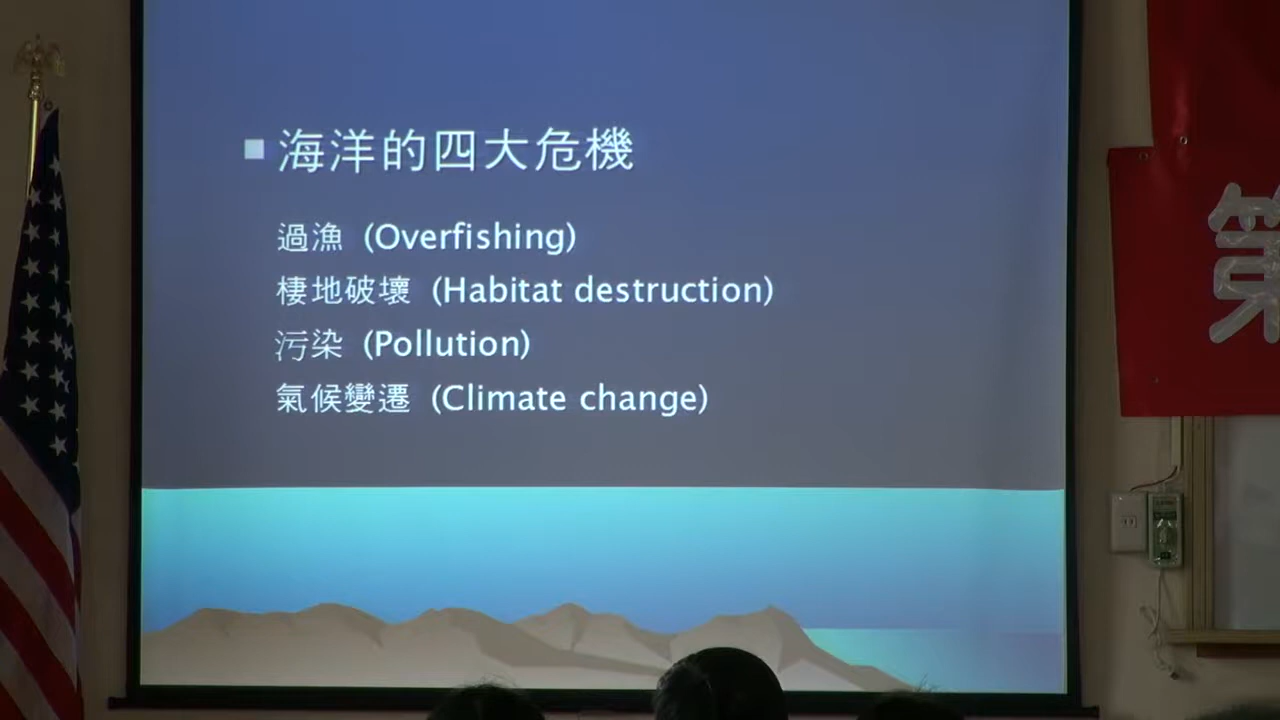 海洋的四大危機
過漁 (Overfishing)
棲地破壞 (Habitat destruction)
污染 (Pollution)
氣候變遷 (Climate change)
第